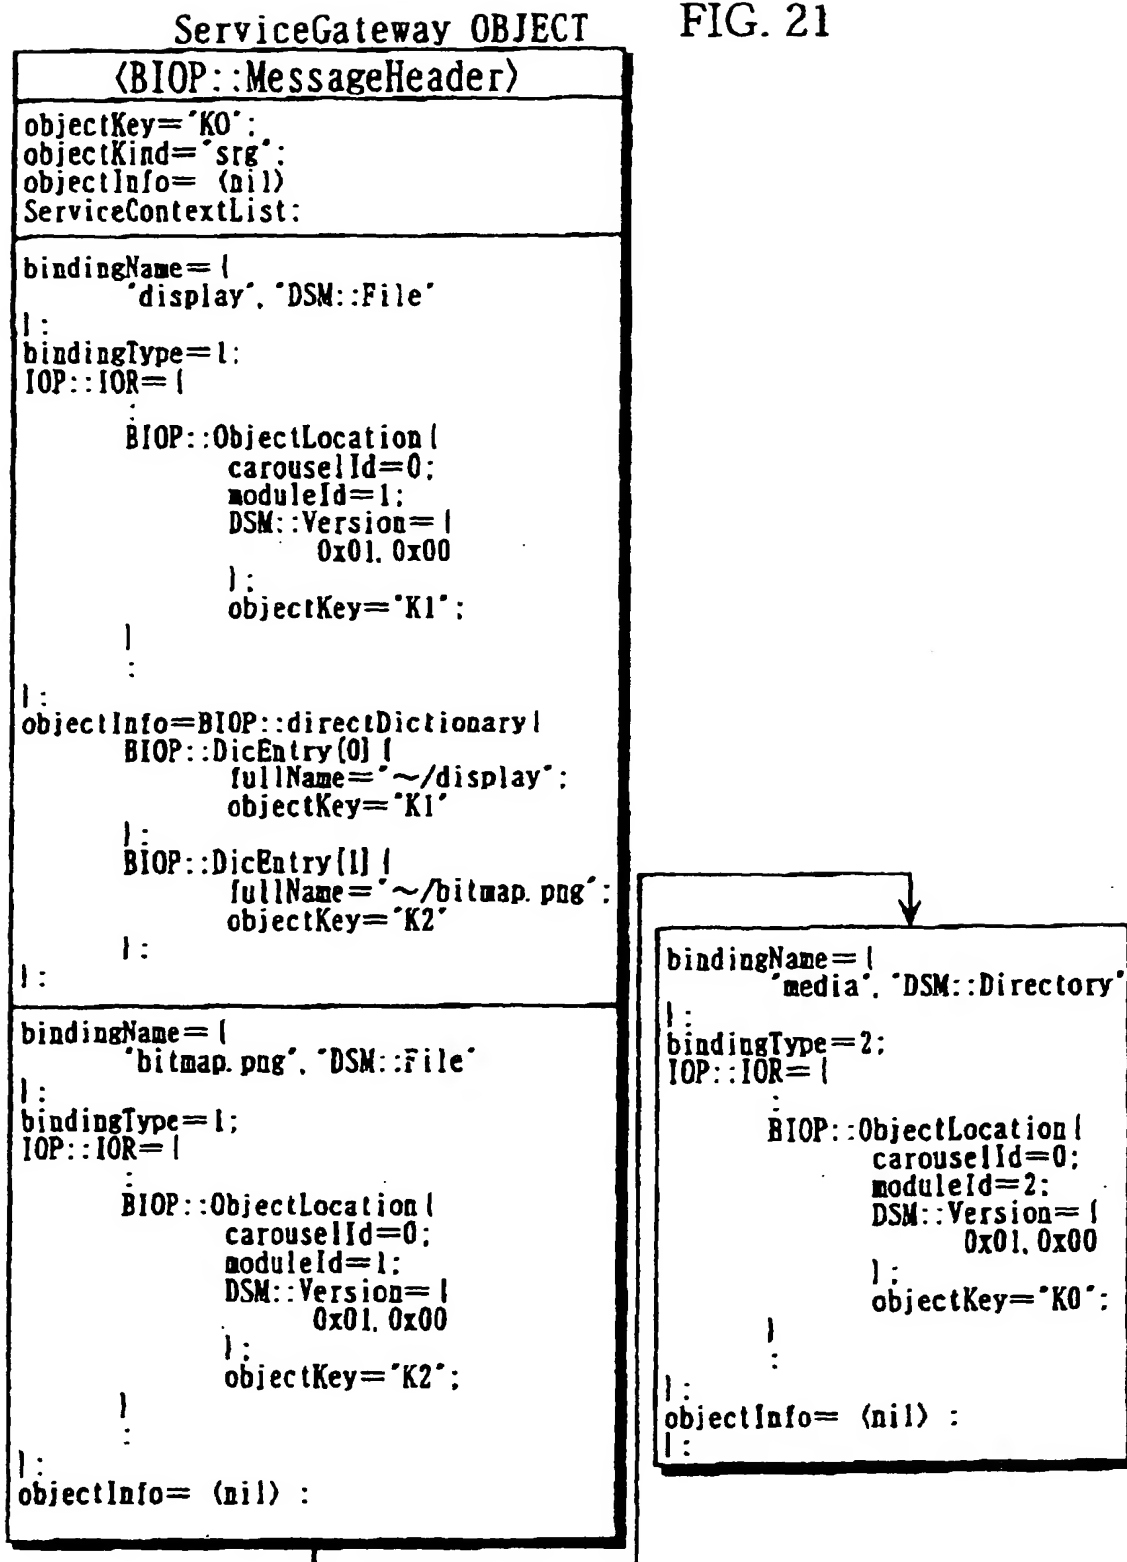 ServiceGateway OBJECT
FIG. 21
<BIOP::MessageHeader>
objectKey="K0";
objectKind="srg";
objectInfo= <nil>
ServiceContextList:
bindingName={
"display", "DSM::File"
};
bindingType=1;
IOP::IOR={
:
BIOP::ObjectLocation{
carouselId=0;
moduleId=1;
DSM::Version={
0x01, 0x00
};
objectKey="K1";
}
:
};
objectInfo=BIOP::directDictionary{
BIOP::DicEntry[0] {
fullName="~/display";
objectKey="K1"
};
BIOP::DicEntry[1] {
fullName="~/bitmap.png";
objectKey="K2"
};
};
bindingName={
"bitmap.png", "DSM::File"
};
bindingType=1;
IOP::IOR={
:
BIOP::ObjectLocation{
carouselId=0;
moduleId=1;
DSM::Version={
0x01, 0x00
};
objectKey="K2";
}
:
};
objectInfo= <nil> :
bindingName={
"media", "DSM::Directory"
};
bindingType=2;
IOP::IOR={
:
BIOP::ObjectLocation{
carouselId=0;
moduleId=2;
DSM::Version={
0x01, 0x00
};
objectKey="K0";
}
:
};
objectInfo= <nil> :
};